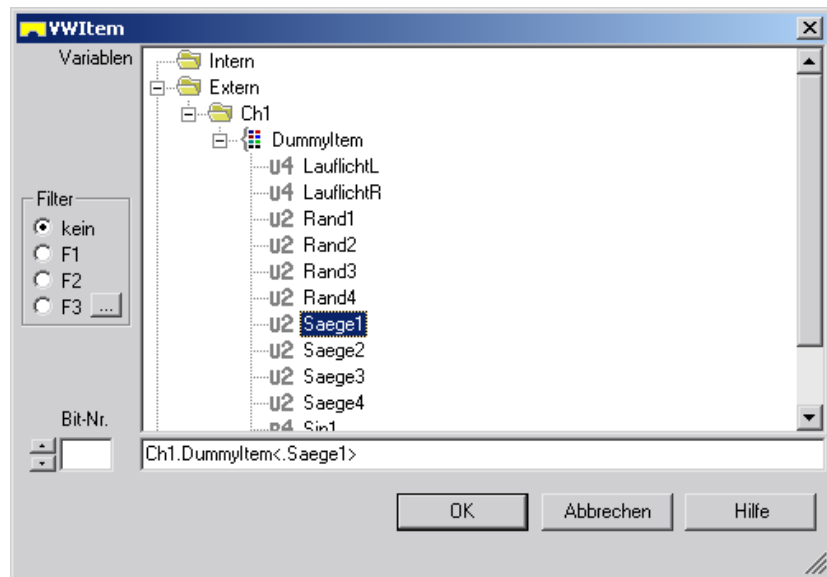 VWItem
Variablen
Intern
Extern
Ch1
DummyItem
U4 LauflichtL
U4 LauflichtR
U2 Rand1
U2 Rand2
U2 Rand3
U2 Rand4
U2 Saege1
U2 Saege2
U2 Saege3
U2 Saege4
R4 Sin1
Filter
kein
F1
F2
F3 ...
Bit-Nr.
Ch1.DummyItem<.Saege1>
OK Abbrechen Hilfe